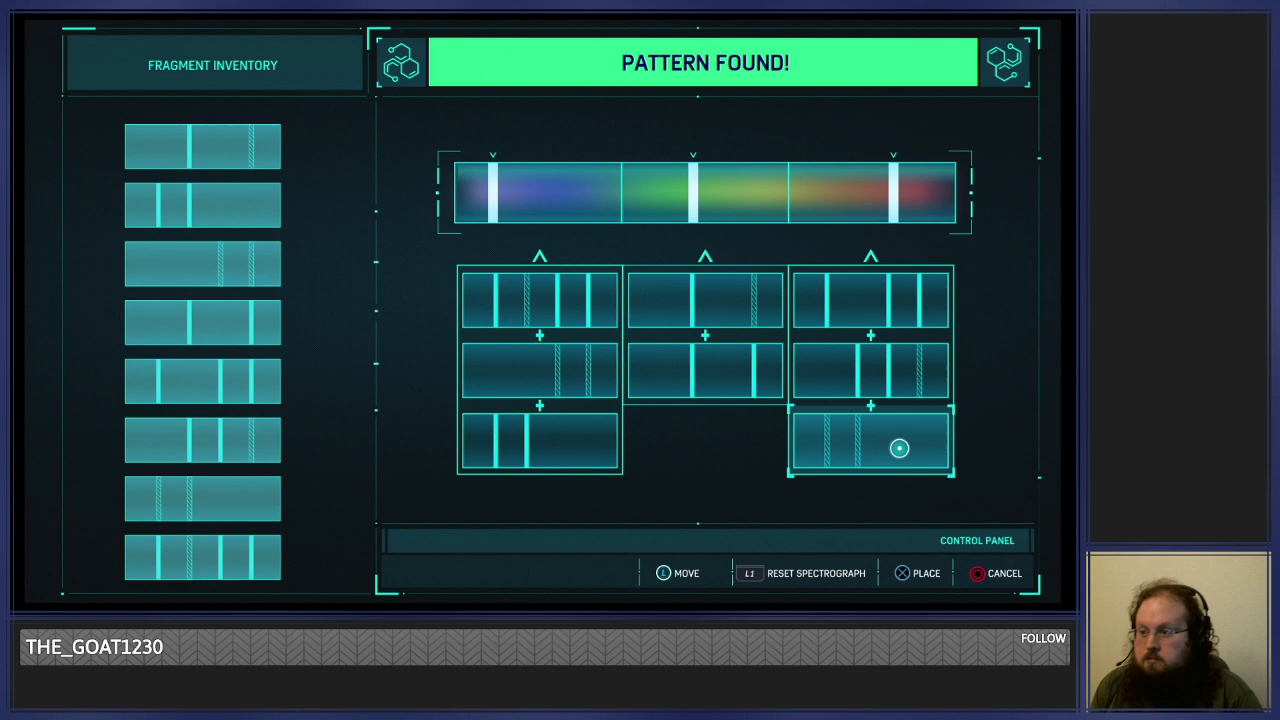 FRAGMENT INVENTORY
PATTERN FOUND!
CONTROL PANEL
L MOVE
L1 RESET SPECTROGRAPH
PLACE
CANCEL
THE_GOAT1230
FOLLOW